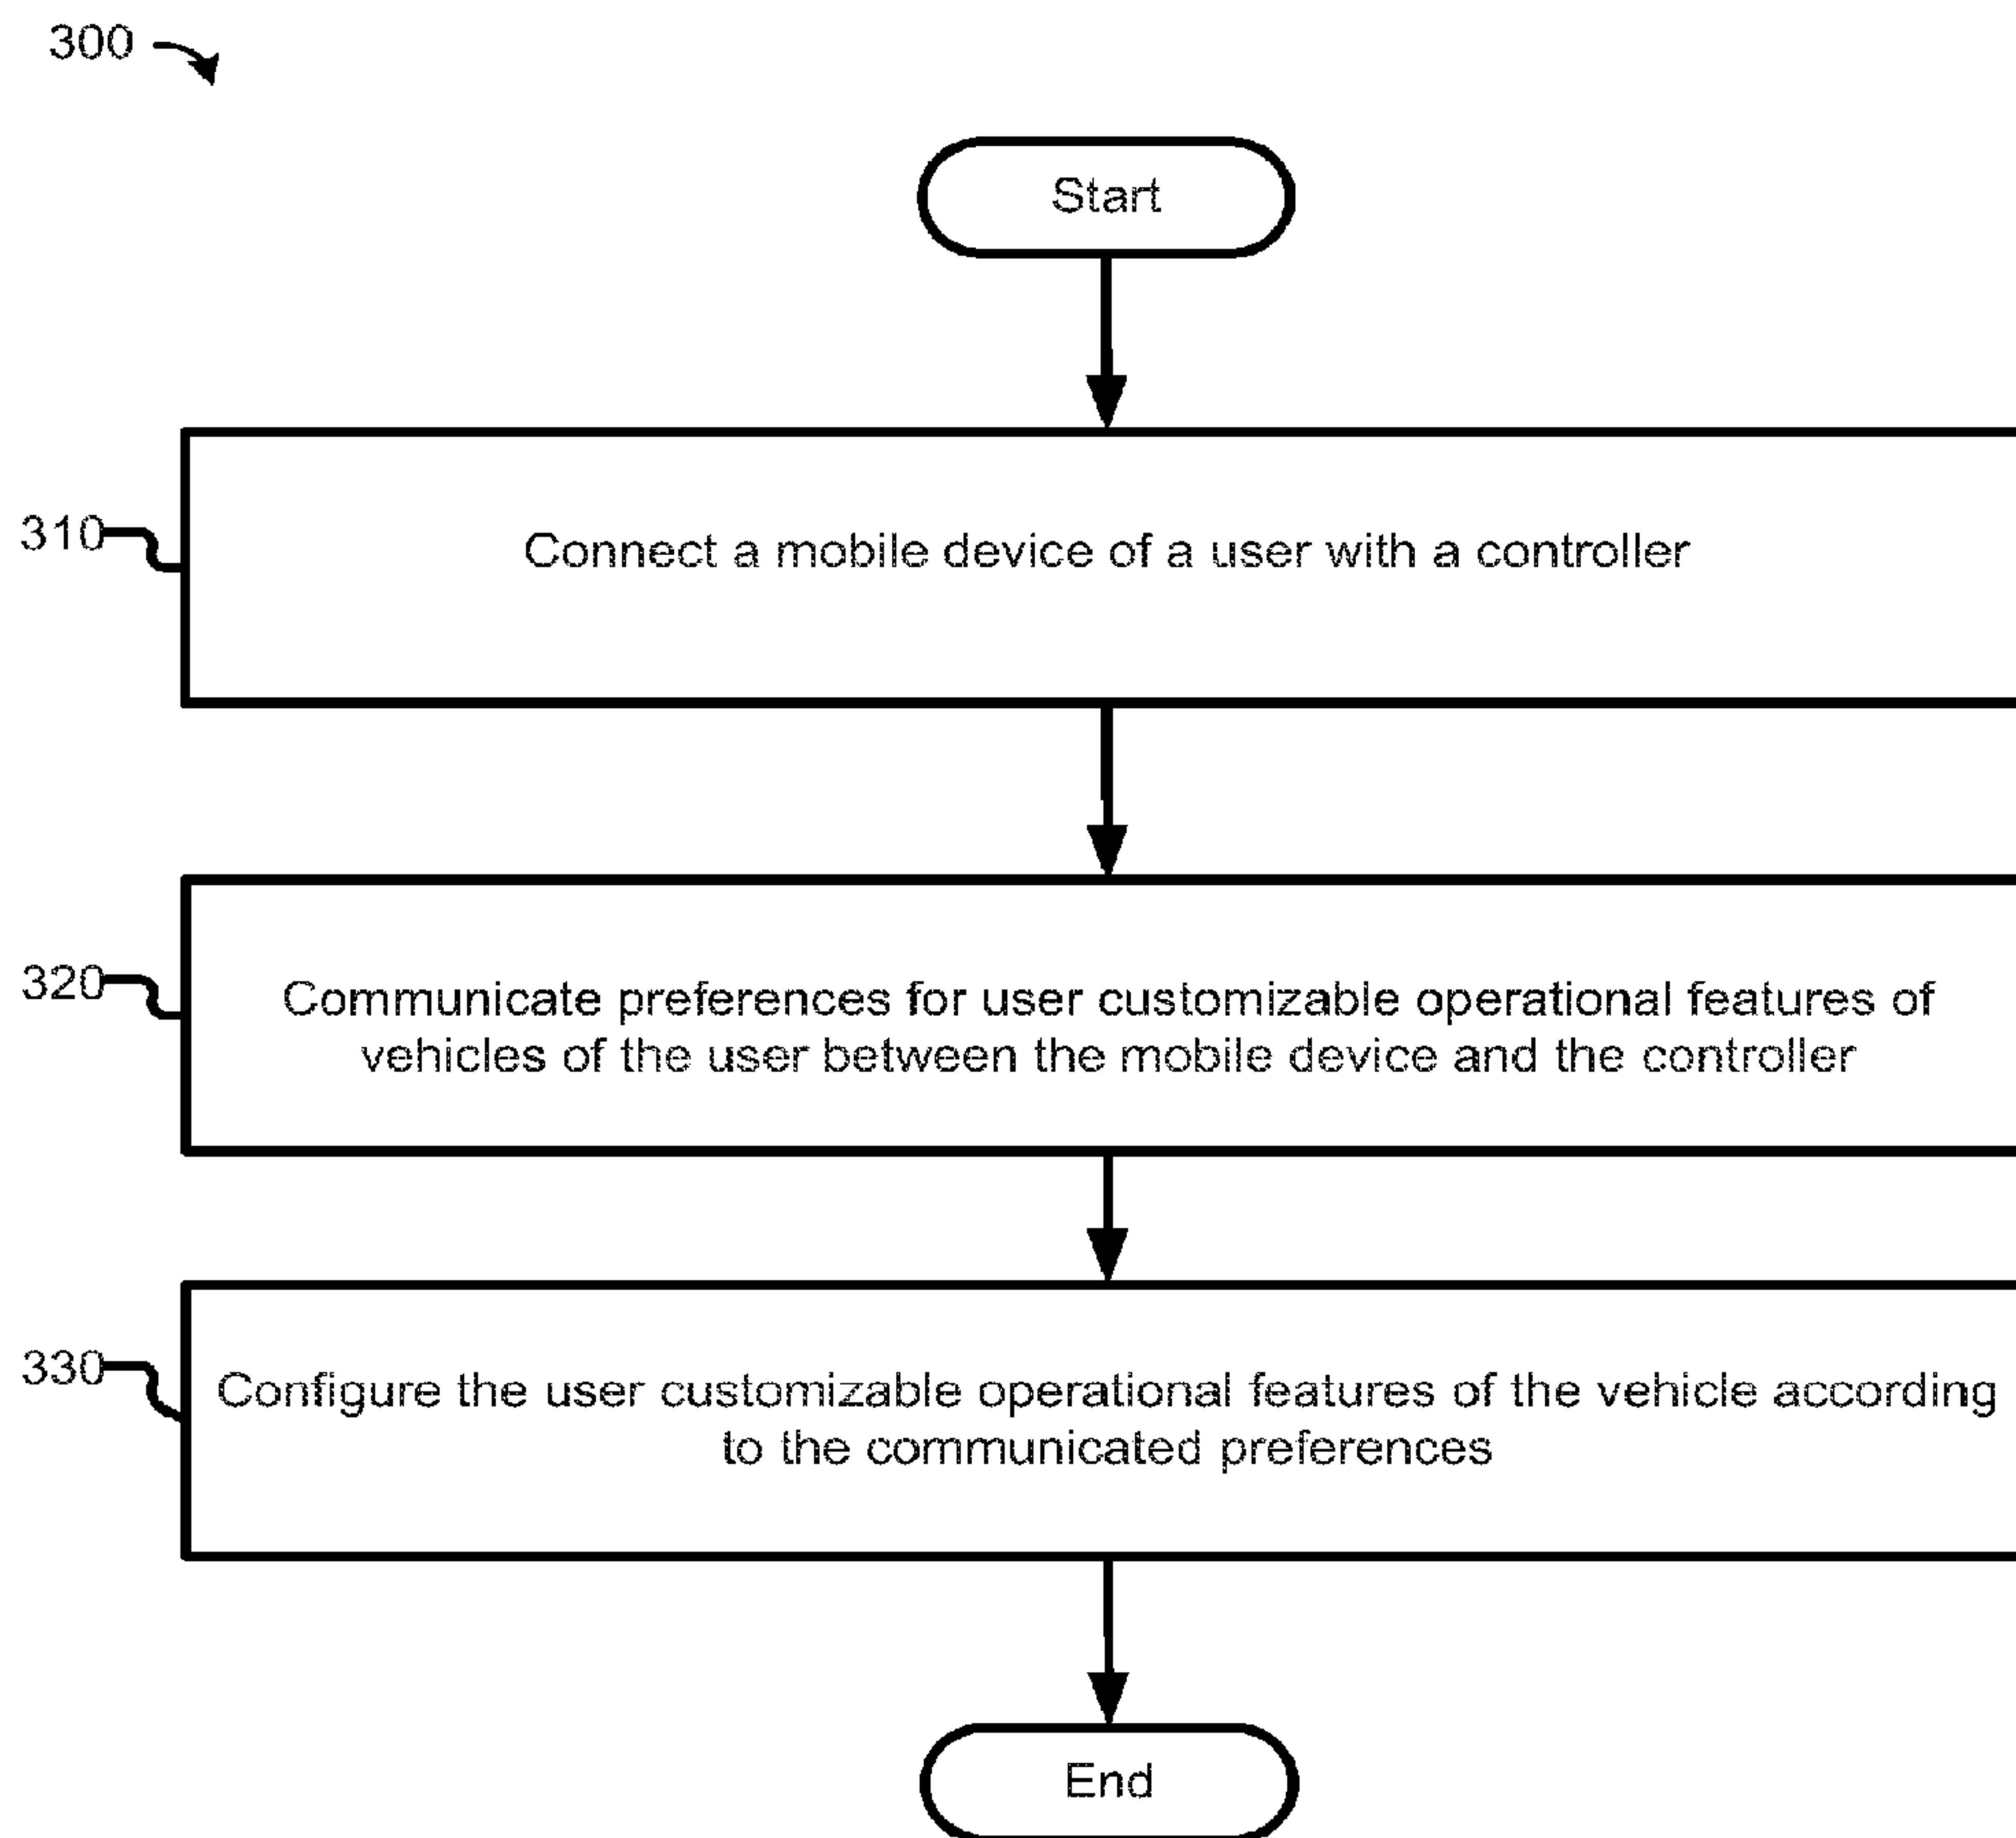 300
Start
310
Connect a mobile device of a user with a controller
320
Communicate preferences for user customizable operational features of
vehicles of the user between the mobile device and the controller
330
Configure the user customizable operational features of the vehicle according
to the communicated preferences
End